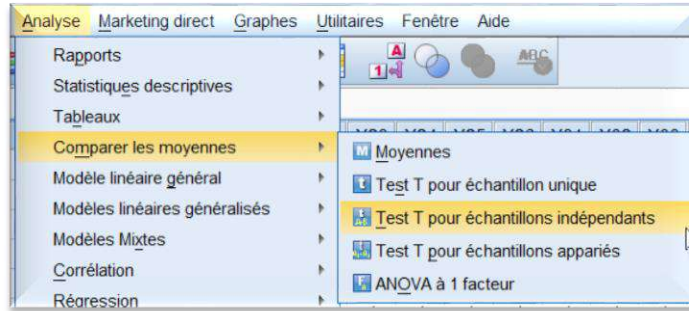 Analyse Marketing direct Graphes Utilitaires Fenêtre Aide
Rapports
Statistiques descriptives
Tableaux
Comparer les moyennes
Modèle linéaire général
Modèles linéaires généralisés
Modèles Mixtes
Corrélation
Régression
A
1
ABC
M Moyennes
t Test T pour échantillon unique
Test T pour échantillons indépendants
Test T pour échantillons appariés
ANOVA à 1 facteur